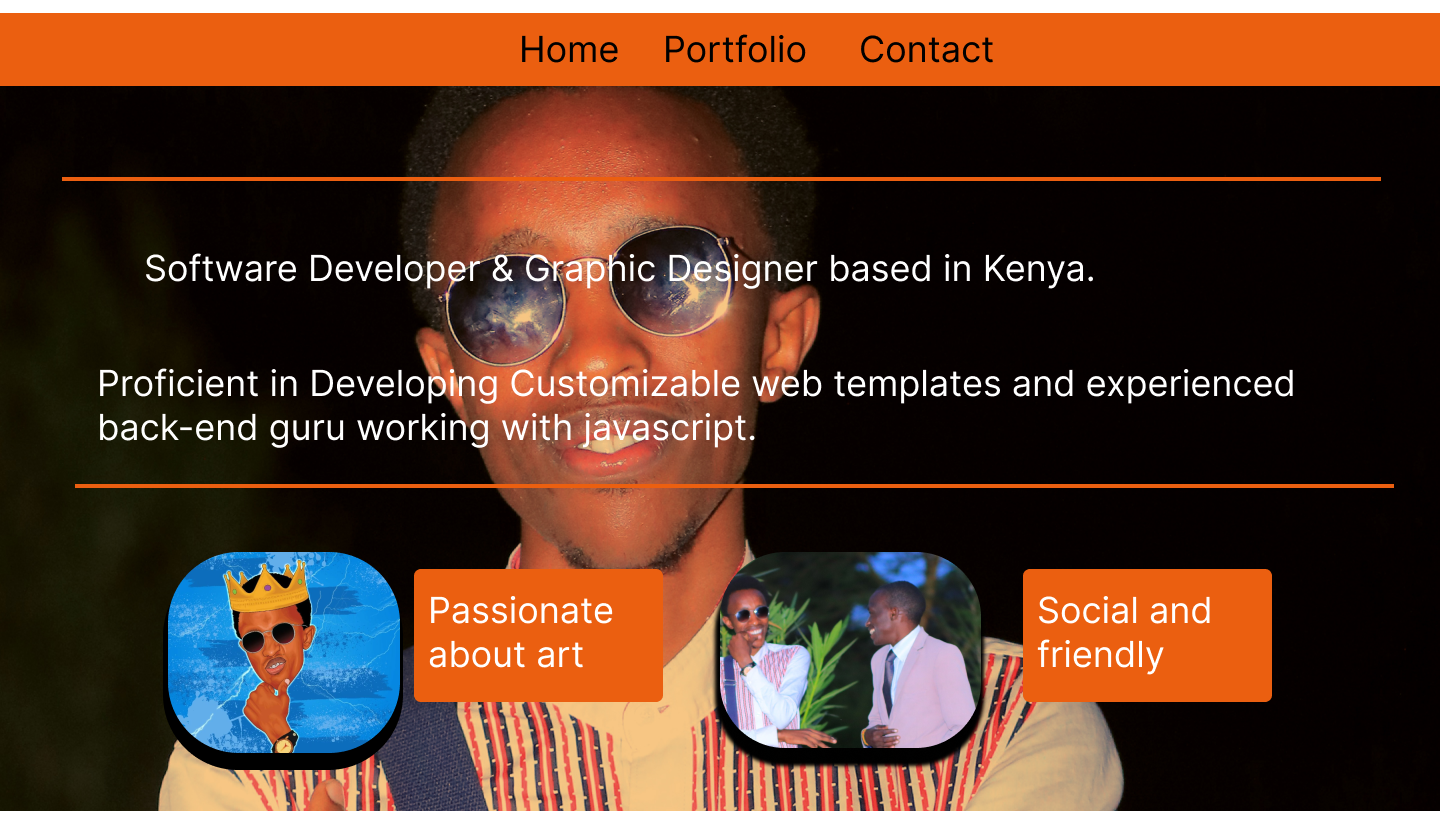 Home Portfolio Contact
Software Developer & Graphic Designer based in Kenya.
Proficient in Developing Customizable web templates and experienced
back-end guru working with javascript.
Passionate
about art
Social and
friendly